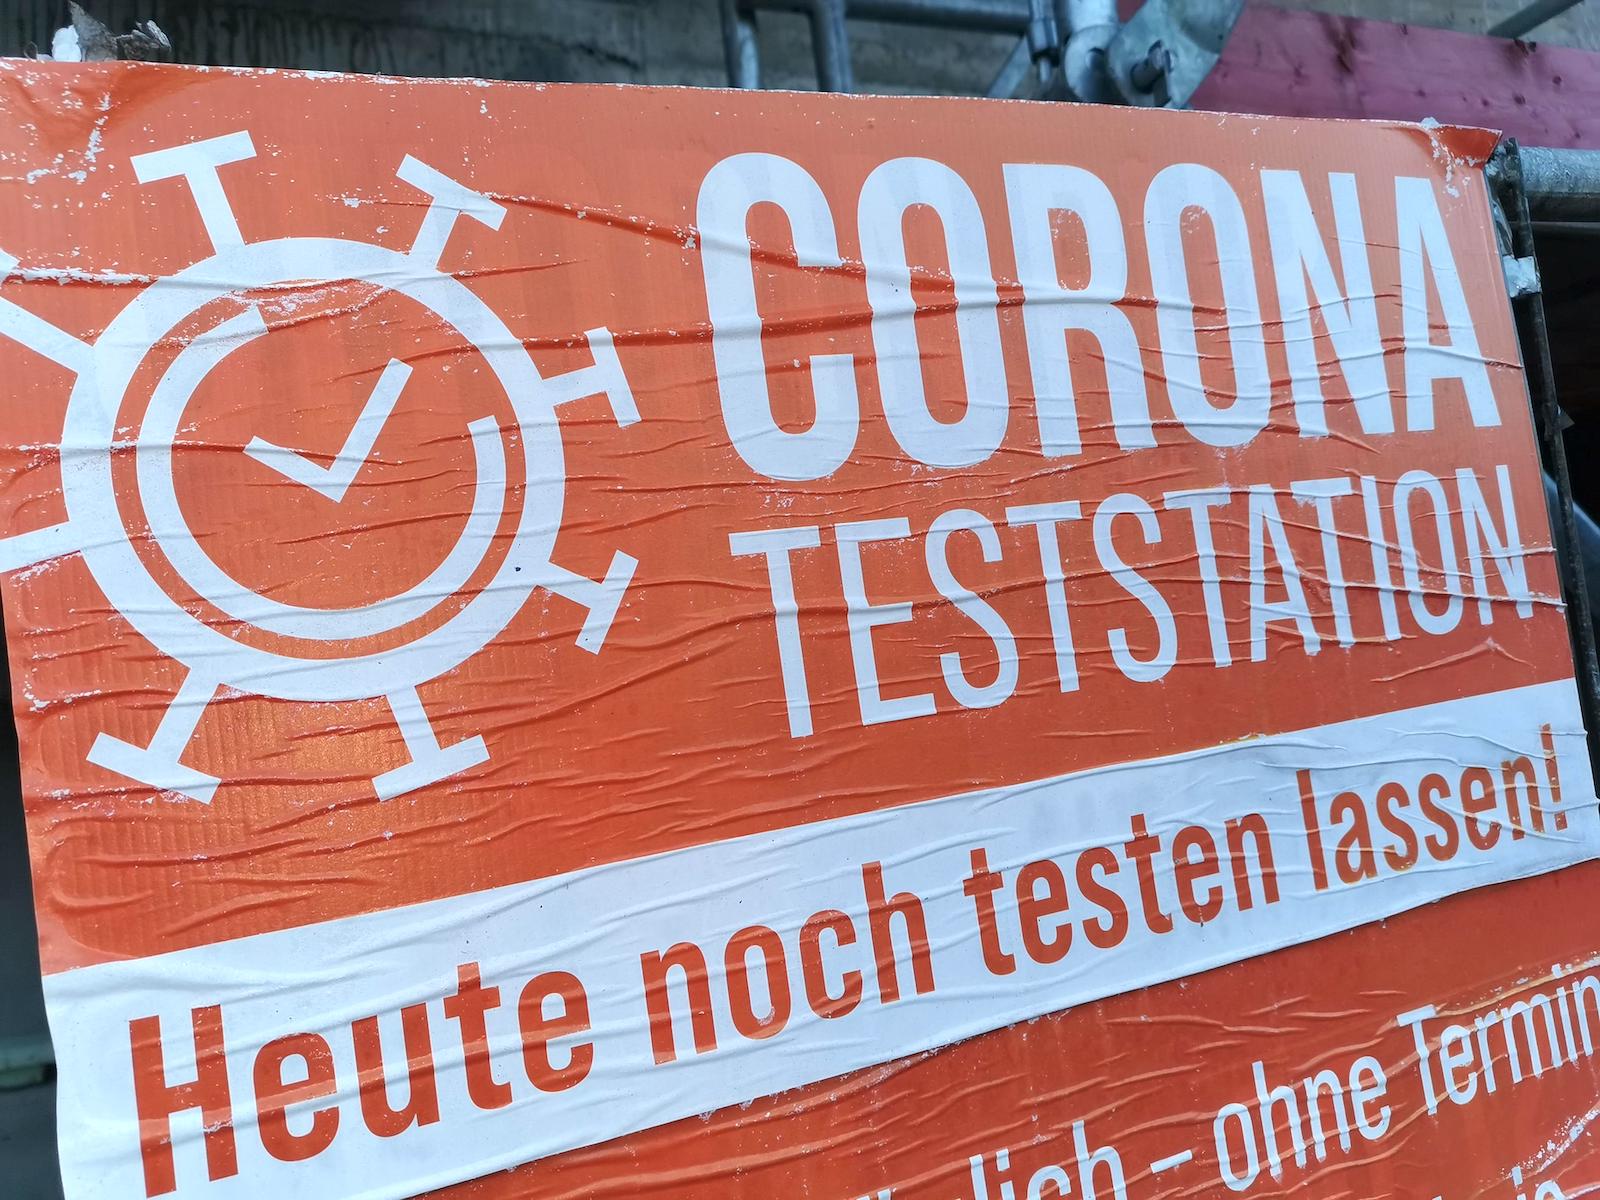 CORONA
TESTSTATION
Heute noch testen lassen!
- ohne Termin